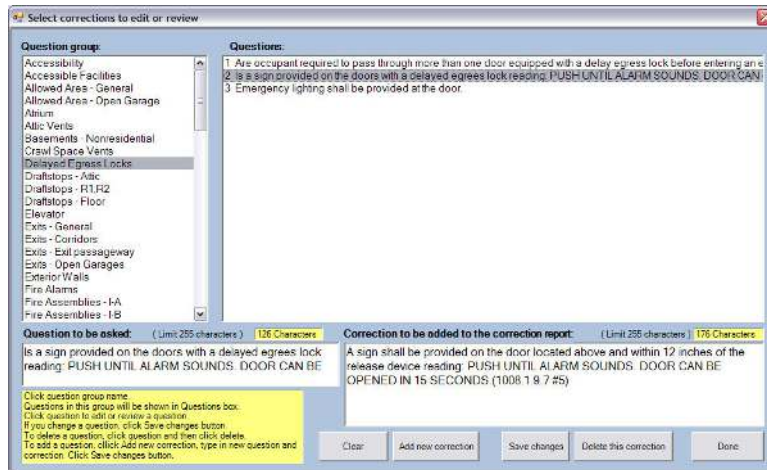 Select corrections to edit or review
Question group:
Accessibility
Accessible Facilities
Allowed Area - General
Allowed Area - Open Garage
Atrium
Attic Vents
Basements - Nonresidential
Crawl Space Vents
Delayed Egress Locks
Draftstops - Attic
Draftstops - R1,R2
Draftstops - Floor
Elevator
Exits - General
Exits - Corridors
Exits - Exit passageway
Exits - Open Garages
Exterior Walls
Fire Alarms
Fire Assemblies - I-A
Fire Assemblies - I-B
Questions:
1 Are occupant required to pass through more than one door equipped with a delay egress lock before entering an e
2 Is a sign provided on the doors with a delayed egrees lock reading: PUSH UNTIL ALARM SOUNDS. DOOR CAN
3 Emergency lighting shall be provided at the door.
Question to be asked: ( Limit 255 characters ) 126 Characters
Is a sign provided on the doors with a delayed egrees lock
reading: PUSH UNTIL ALARM SOUNDS. DOOR CAN BE
Correction to be added to the correction report: ( Limit 255 characters ) 176 Characters
A sign shall be provided on the door located above and within 12 inches of the
release device reading: PUSH UNTIL ALARM SOUNDS. DOOR CAN BE
OPENED IN 15 SECONDS (1008.1.9.7 #5)
Click question group name.
Questions in this group will be shown in Questions box.
Click question to edit or review a question.
If you change a question, click Save changes button.
To delete a question, click question and then click delete.
To add a question, cllick Add new correction, type in new question and
correction. Click Save changes button.
Clear
Add new correction
Save changes
Delete this correction
Done